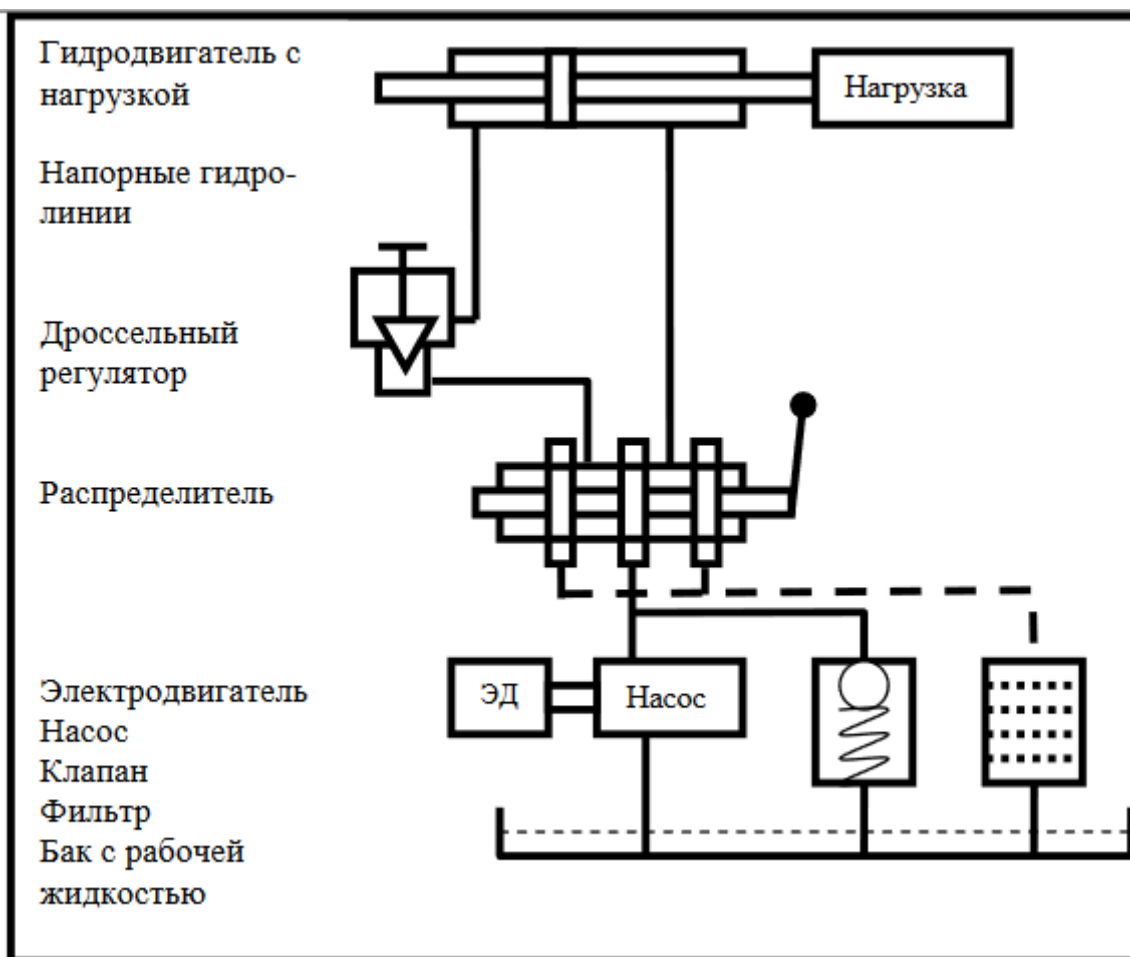 Гидродвигатель с
нагрузкой
Нагрузка
Напорные гидро-
линии
Дроссельный
регулятор
Распределитель
Электродвигатель
Насос
Клапан
Фильтр
Бак с рабочей
жидкостью
ЭД
Насос